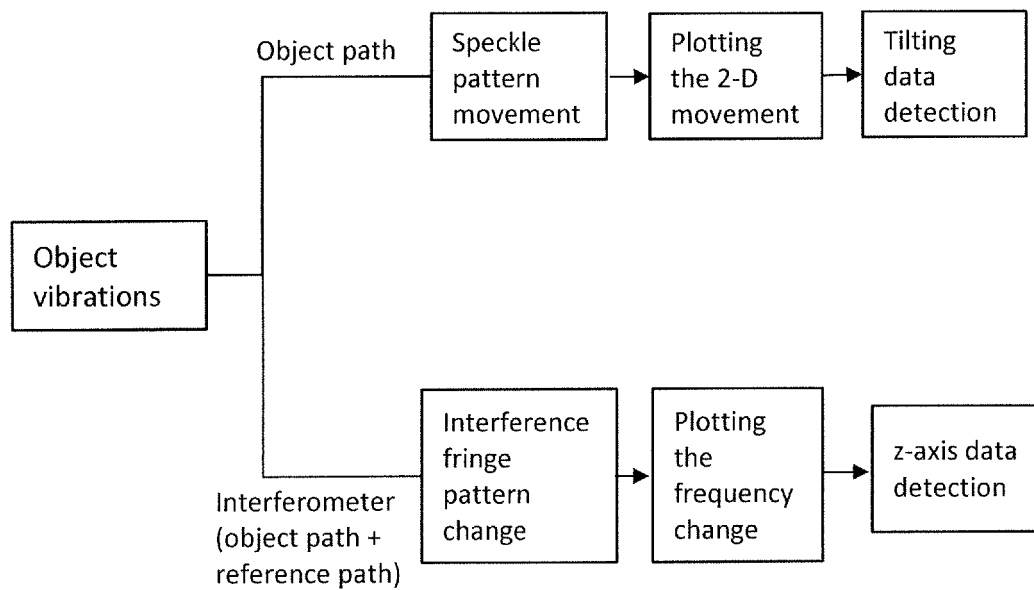 Object path
Speckle
pattern
movement
Plotting
the 2-D
movement
Tilting
data
detection
Object
vibrations
Interferometer
(object path +
reference path)
Interference
fringe
pattern
change
Plotting
the
frequency
change
z-axis data
detection